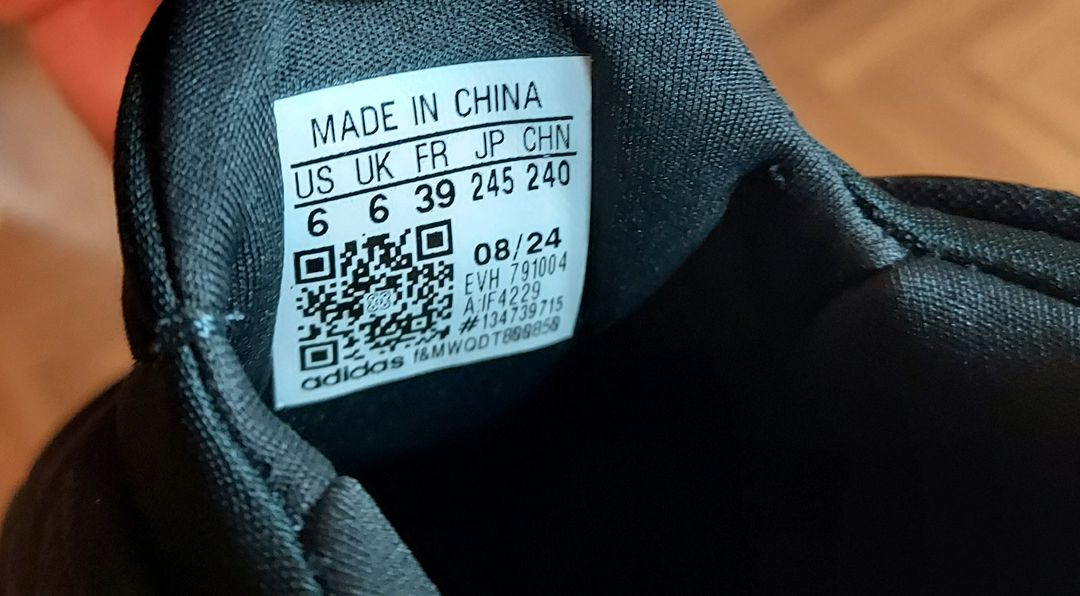 MADE IN CHINA
US UK FR JP CHN
6 6 39 245 240
08/24
EVH 791004
A:IF4229
#134739715
adidas